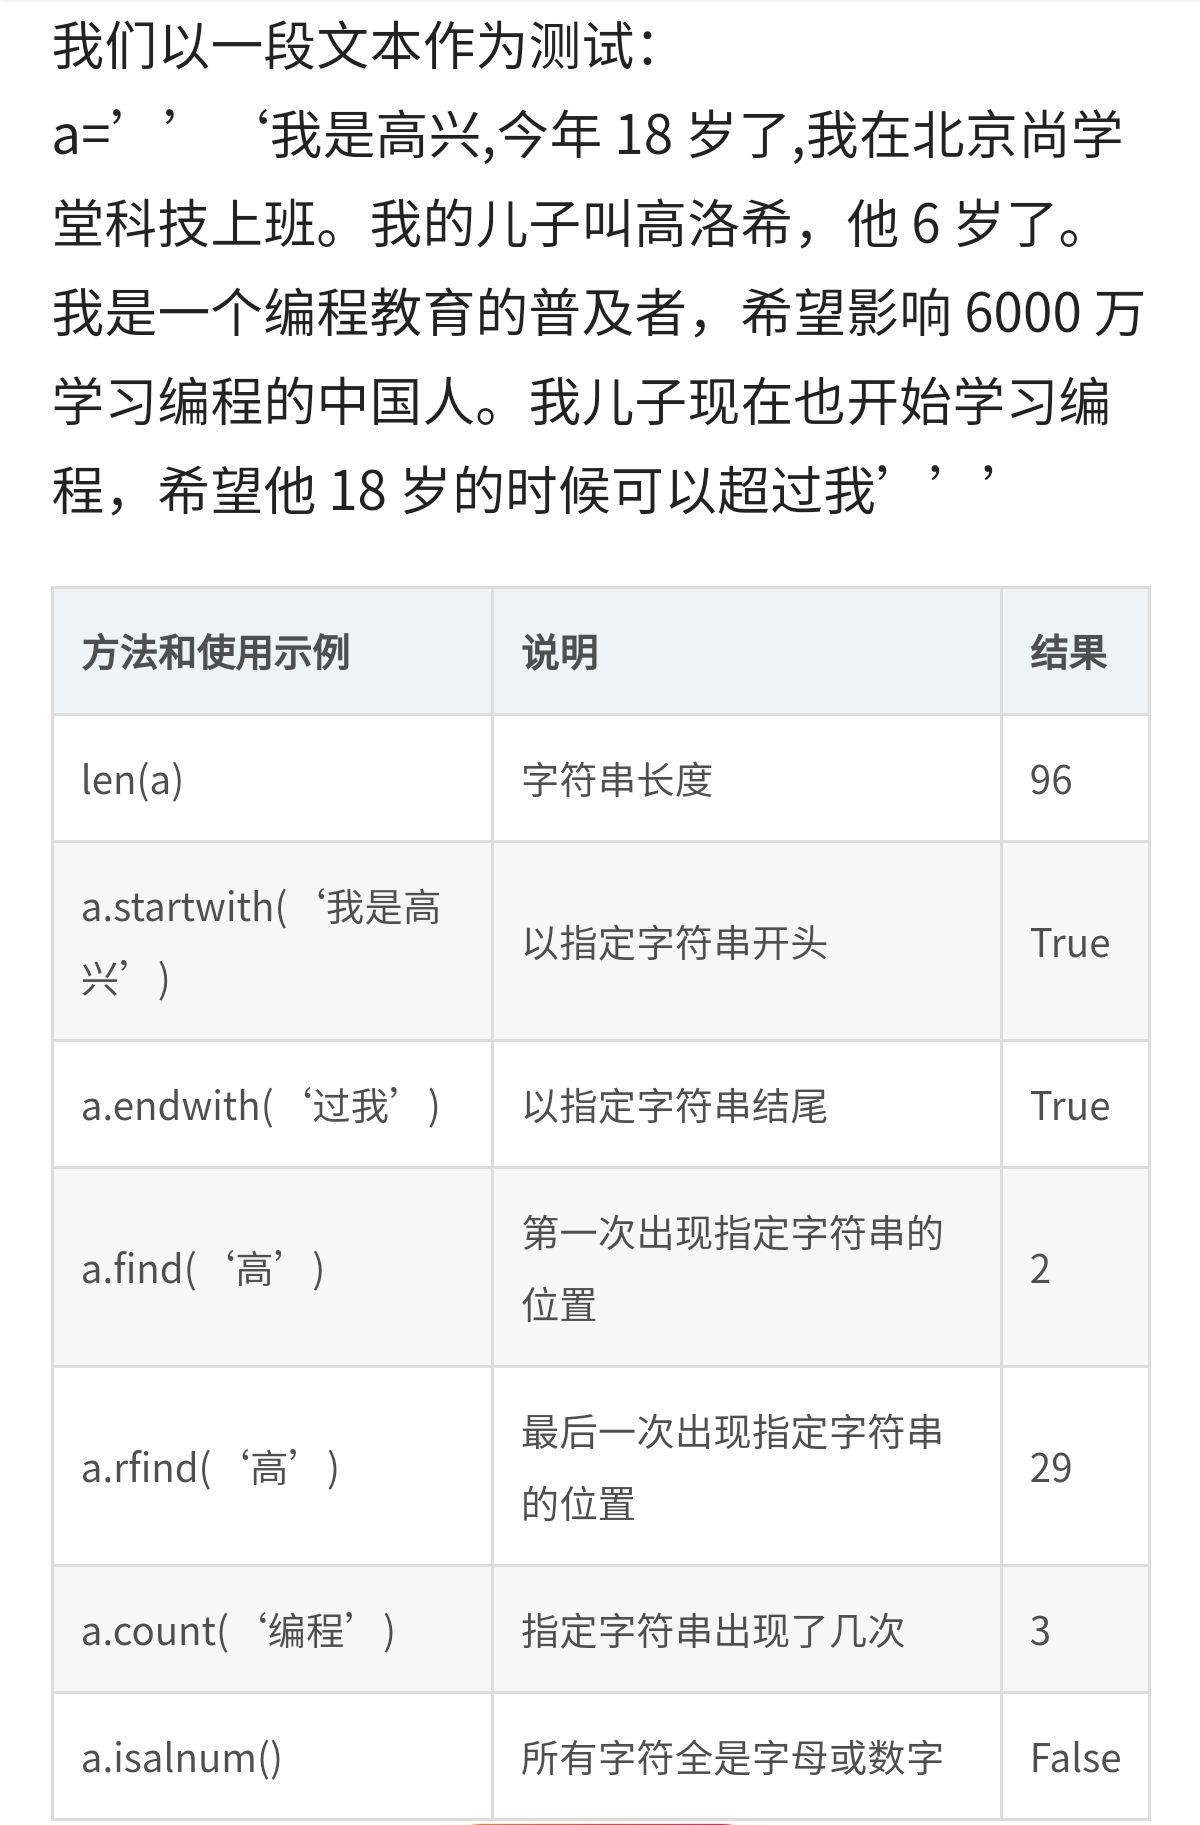 我们以一段文本作为测试：
a=’’‘我是高兴,今年 18 岁了,我在北京尚学
堂科技上班。我的儿子叫高洛希，他 6 岁了。
我是一个编程教育的普及者，希望影响 6000 万
学习编程的中国人。我儿子现在也开始学习编
程，希望他 18 岁的时候可以超过我’’’
方法和使用示例 说明 结果
len(a) 字符串长度 96
a.startwith(‘我是高
兴’)
以指定字符串开头 True
a.endwith(‘过我’) 以指定字符串结尾 True
a.find(‘高’)
第一次出现指定字符串的
位置
2
a.rfind(‘高’)
最后一次出现指定字符串
的位置
29
a.count(‘编程’) 指定字符串出现了几次 3
a.isalnum() 所有字符全是字母或数字 False